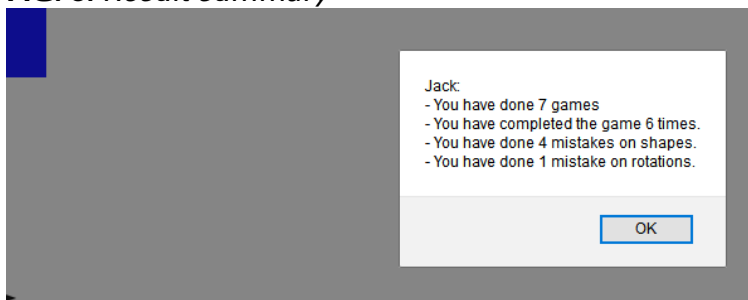 Jack:
- You have done 7 games
- You have completed the game 6 times.
- You have done 4 mistakes on shapes.
- You have done 1 mistake on rotations.
OK